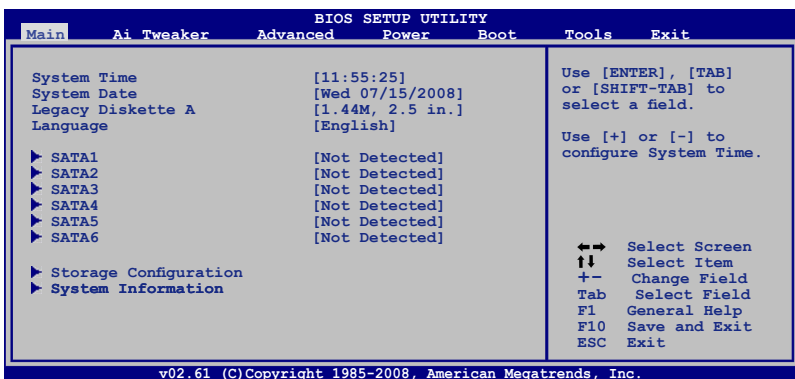 BIOS SETUP UTILITY
Main Ai Tweaker Advanced Power Boot Tools Exit
System Time [11:55:25]
System Date [Wed 07/15/2008]
Legacy Diskette A [1.44M, 2.5 in.]
Language [English]
SATA1 [Not Detected]
SATA2 [Not Detected]
SATA3 [Not Detected]
SATA4 [Not Detected]
SATA5 [Not Detected]
SATA6 [Not Detected]
Storage Configuration
System Information
Use [ENTER], [TAB]
or [SHIFT-TAB] to
select a field.
Use [+] or [-] to
configure System Time.
←→ Select Screen
↑↓ Select Item
+- Change Field
Tab Select Field
F1 General Help
F10 Save and Exit
ESC Exit
v02.61 (C)Copyright 1985-2008, American Megatrends, Inc.